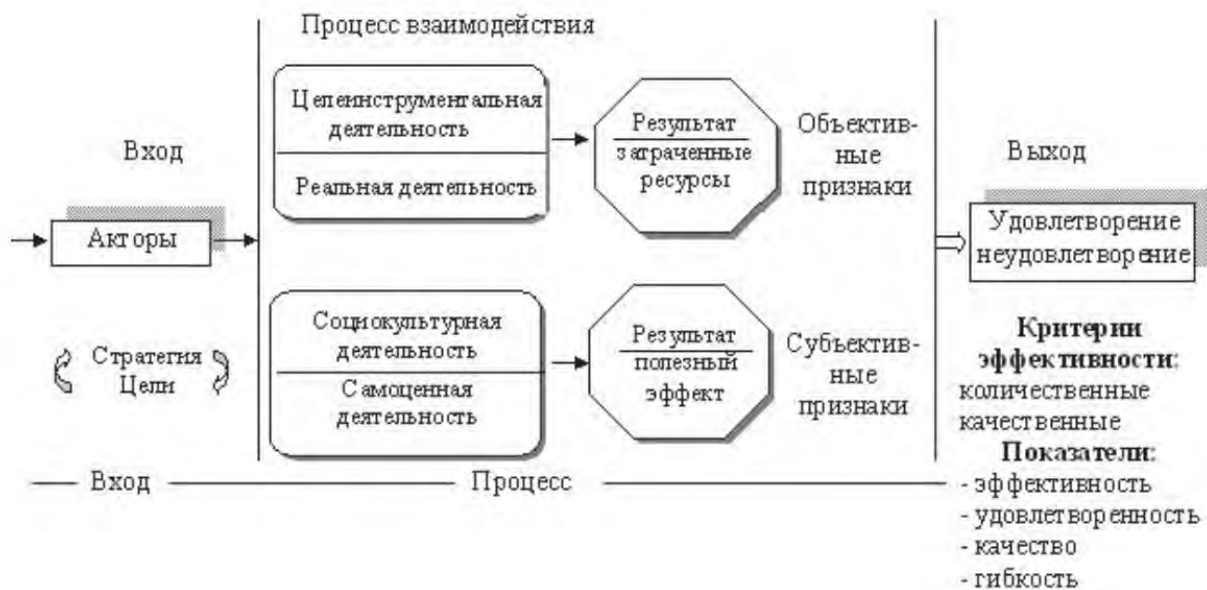 Процесс взаимодействия
Вход
Акторы
Стратегия
Цели
Целеинструментальная
деятельность
Реальная деятельность
Результат
затраченные
ресурсы
Объектив-
ные
признаки
Социокультурная
деятельность
Самоценная
деятельность
Результат
полезный
эффект
Субъектив-
ные
признаки
Выход
Удовлетворение
неудовлетворение
Критерии
эффективности:
количественные
качественные
Показатели:
- эффективность
- удовлетворенность
- качество
- гибкость
Вход
Процесс